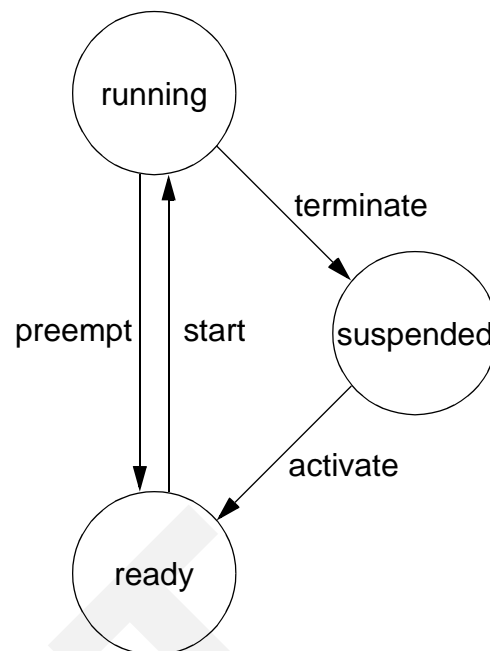 running
terminate
preempt
start
suspended
activate
ready